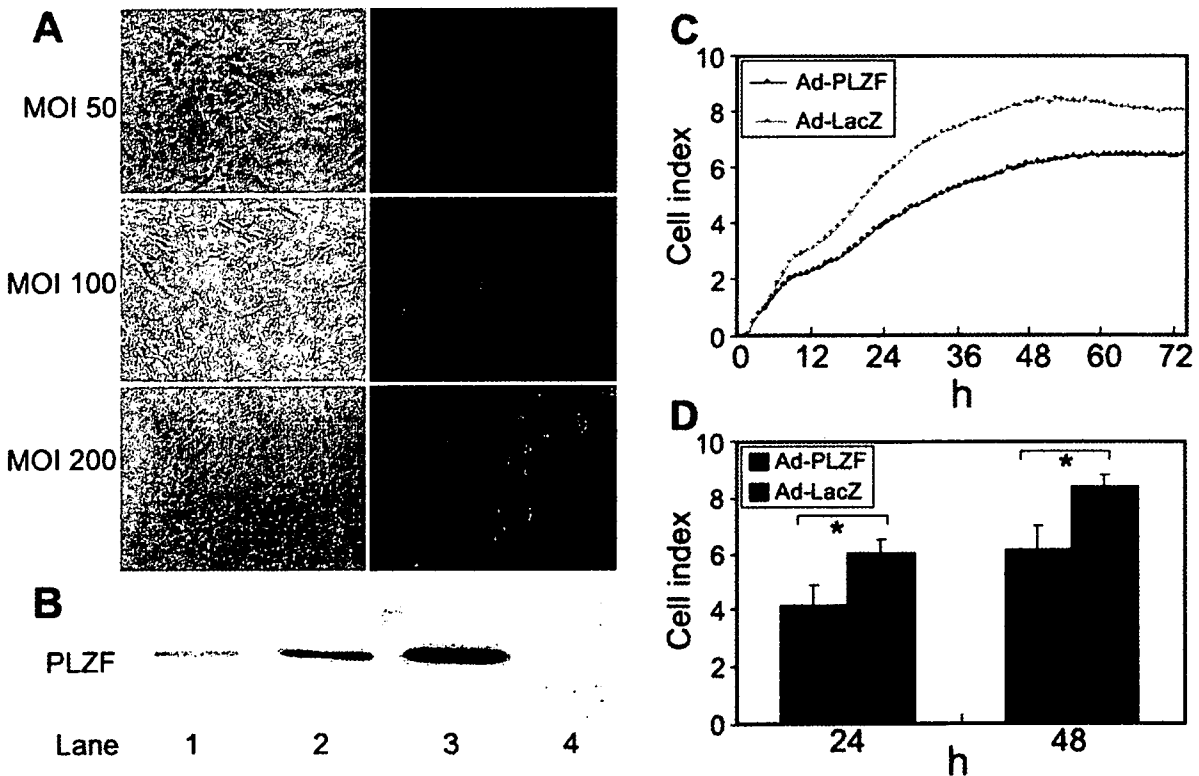 A
MOI 50
MOI 100
MOI 200
B
PLZF
Lane 1 2 3 4
C
10
8
6
4
2
0
Cell index
Ad-PLZF
Ad-LacZ
0 12 24 36 48 60 72
h
D
10
8
6
4
2
0
Cell index
Ad-PLZF
Ad-LacZ
*
*
24 48
h